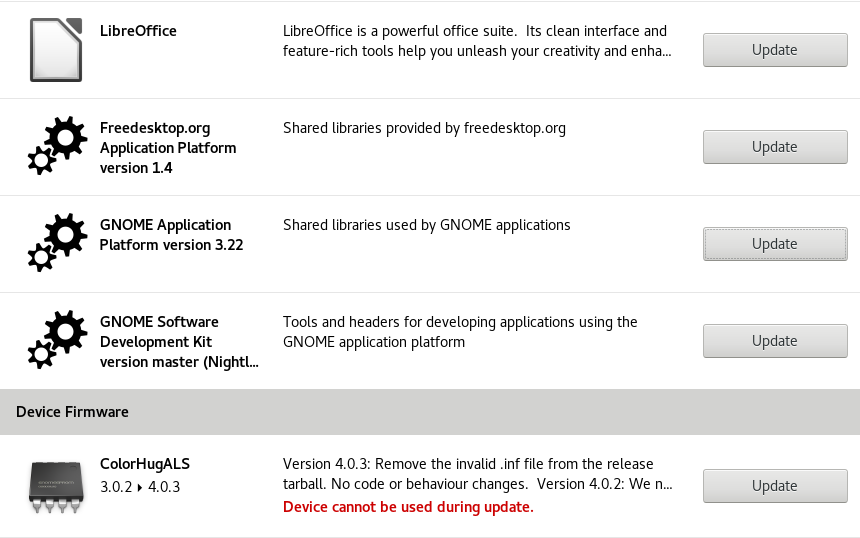 LibreOffice
LibreOffice is a powerful office suite.  Its clean interface and
feature-rich tools help you unleash your creativity and enha...
Update
Freedesktop.org
Application Platform
version 1.4
Shared libraries provided by freedesktop.org
Update
GNOME Application
Platform version 3.22
Shared libraries used by GNOME applications
Update
GNOME Software
Development Kit
version master (Nightl...
Tools and headers for developing applications using the
GNOME application platform
Update
Device Firmware
ColorHugALS
3.0.2 ▸ 4.0.3
Version 4.0.3: Remove the invalid .inf file from the release
tarball. No code or behaviour changes.  Version 4.0.2: We n...
Device cannot be used during update.
Update